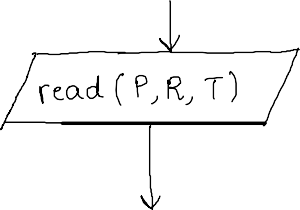 read (P, R, T)